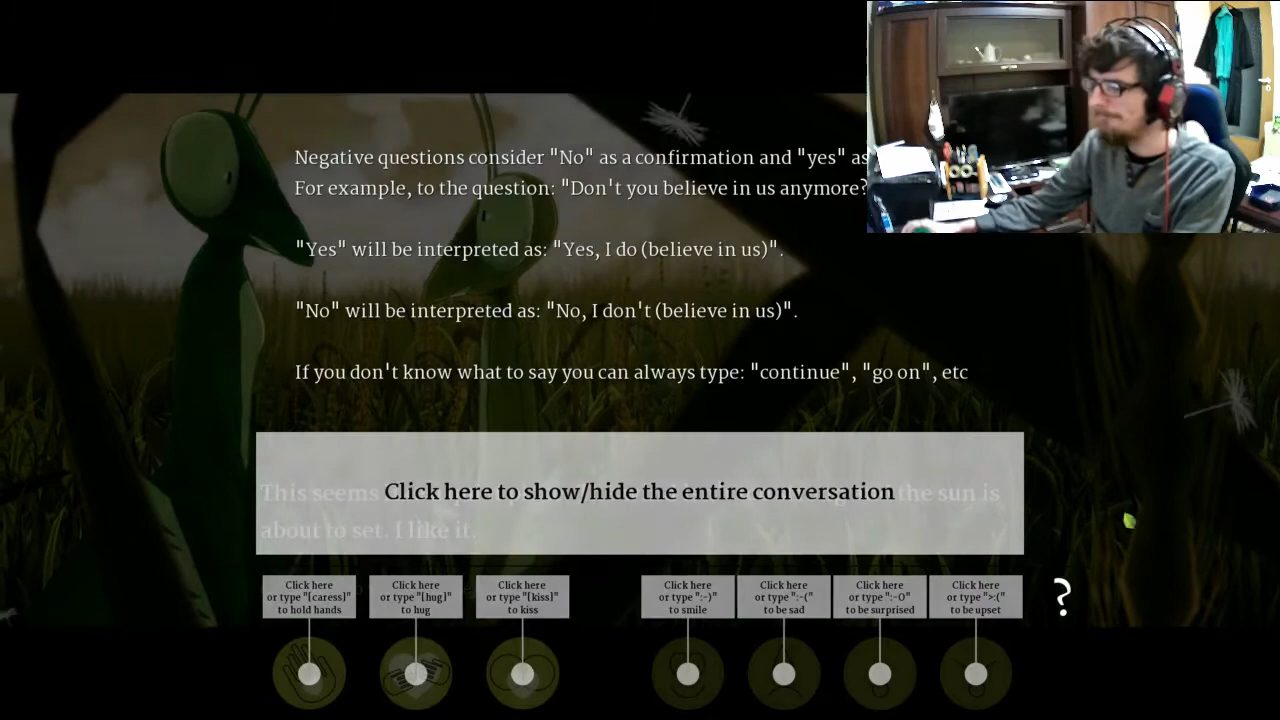 Negative questions consider "No" as a confirmation and "yes" as
For example, to the question: "Don't you believe in us anymore?
"Yes" will be interpreted as: "Yes, I do (believe in us)".
"No" will be interpreted as: "No, I don't (believe in us)".
If you don't know what to say you can always type: "continue", "go on", etc
Click here to show/hide the entire conversation
This seems the sun is
about to set. I like it.
Click here
or type "[caress]"
to hold hands
Click here
or type "[hug]"
to hug
Click here
or type "[kiss]"
to kiss
Click here
or type ":-)"
to smile
Click here
or type ":-("
to be sad
Click here
or type ":-O"
to be surprised
Click here
or type ">:("
to be upset
?